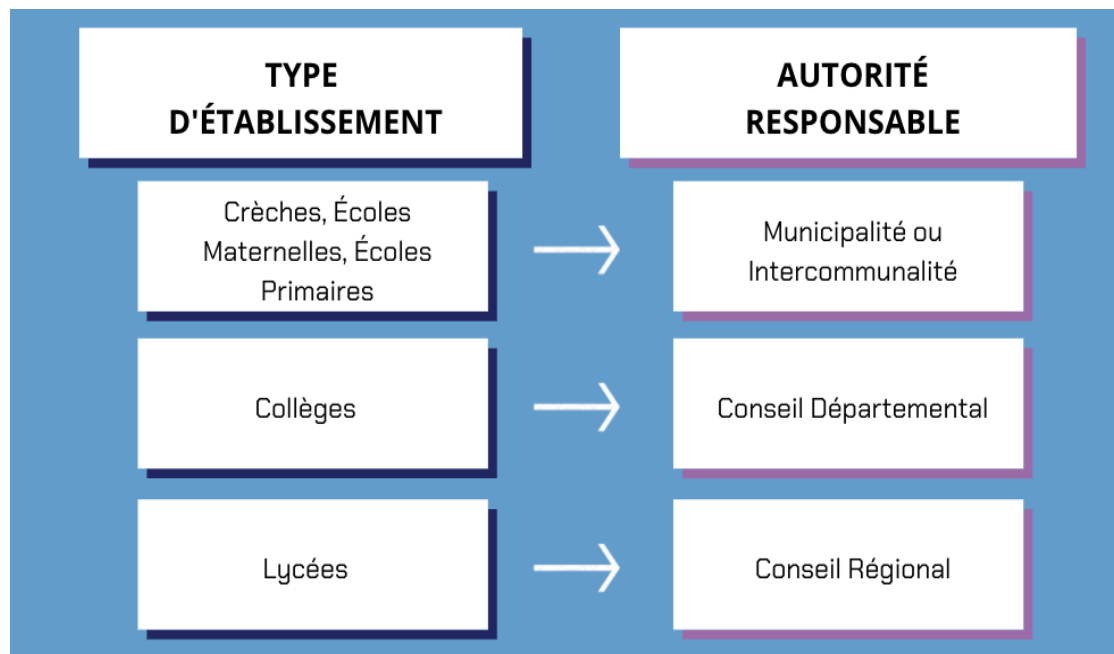 TYPE
D'ÉTABLISSEMENT
AUTORITÉ
RESPONSABLE
Crèches, Écoles
Maternelles, Écoles
Primaires
Municipalité ou
Intercommunalité
Collèges
Conseil Départemental
Lycées
Conseil Régional